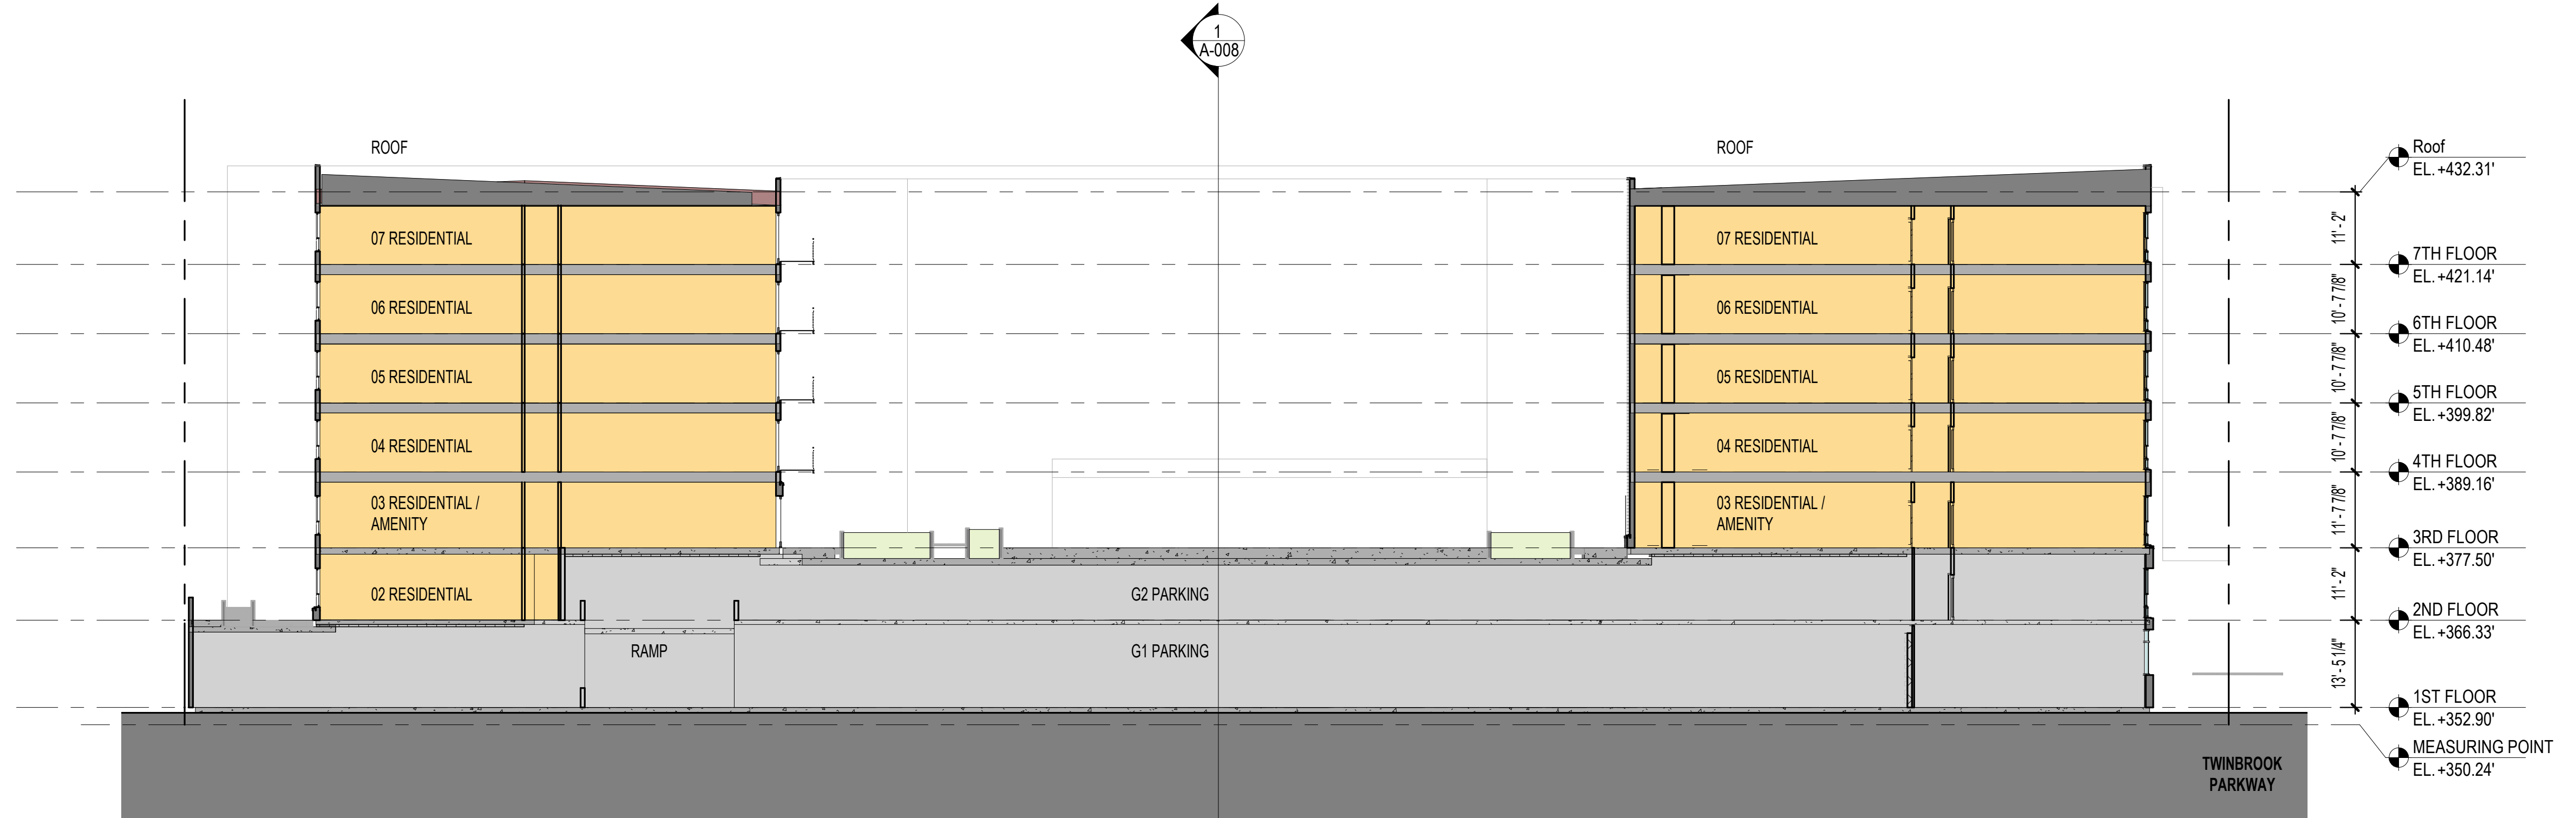 1
A-008
ROOF
ROOF
07 RESIDENTIAL
06 RESIDENTIAL
05 RESIDENTIAL
04 RESIDENTIAL
03 RESIDENTIAL /
AMENITY
02 RESIDENTIAL
RAMP
G2 PARKING
G1 PARKING
07 RESIDENTIAL
06 RESIDENTIAL
05 RESIDENTIAL
04 RESIDENTIAL
03 RESIDENTIAL /
AMENITY
TWINBROOK
PARKWAY
11' - 2"
10' - 7 7/8"
10' - 7 7/8"
10' - 7 7/8"
11' - 7 7/8"
11' - 2"
13' - 5 1/4"
Roof
EL. +432.31'
7TH FLOOR
EL. +421.14'
6TH FLOOR
EL. +410.48'
5TH FLOOR
EL. +399.82'
4TH FLOOR
EL. +389.16'
3RD FLOOR
EL. +377.50'
2ND FLOOR
EL. +366.33'
1ST FLOOR
EL. +352.90'
MEASURING POINT
EL. +350.24'